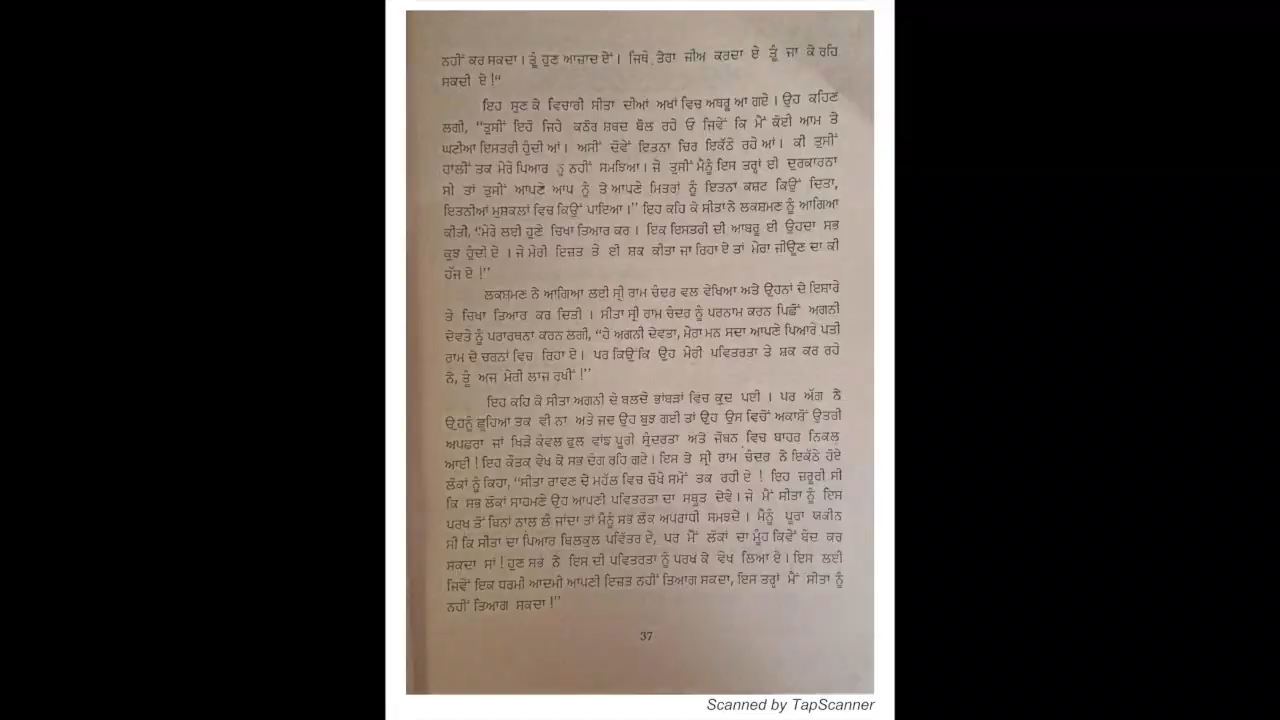 ਨਹੀਂ ਕਰ ਸਕਦਾ। ਤੂੰ ਹੁਣ ਆਜ਼ਾਦ ਏਂ। ਜਿਥੇ ਤੇਰਾ ਜੀਅ ਕਰਦਾ ਏ ਤੂੰ ਜਾ ਕੇ ਰਹਿ
ਸਕਦੀ ਏਂ!“
ਇਹ ਸੁਣ ਕੇ ਵਿਚਾਰੀ ਸੀਤਾ ਦੀਆਂ ਅਖਾਂ ਵਿਚ ਅਬਰੂ ਆ ਗਏ। ਉਹ ਕਹਿਣ
ਲਗੀ, “ਤੁਸੀਂ ਇਹੋ ਜਿਹੇ ਕਠੋਰ ਸ਼ਬਦ ਬੋਲ ਰਹੇ ਓ ਜਿਵੇਂ ਕਿ ਮੈਂ ਕੋਈ ਆਮ ਤੇ
ਘਟੀਆ ਇਸਤਰੀ ਹੁੰਦੀ ਆਂ। ਅਸੀਂ ਦੋਵੇਂ ਇਤਨਾ ਚਿਰ ਇਕੱਠੇ ਰਹੇ ਆਂ। ਕੀ ਤੁਸੀਂ
ਹਾਲੀਂ ਤਕ ਮੇਰੇ ਪਿਆਰ ਨੂੰ ਨਹੀਂ ਸਮਝਿਆ। ਜੇ ਤੁਸੀਂ ਮੈਨੂੰ ਇਸ ਤਰ੍ਹਾਂ ਈ ਦੁਰਕਾਰਨਾ
ਸੀ ਤਾਂ ਤੁਸੀਂ ਆਪਣੇ ਆਪ ਨੂੰ ਤੇ ਆਪਣੇ ਮਿਤਰਾਂ ਨੂੰ ਇਤਨਾ ਕਸ਼ਟ ਕਿਉਂ ਦਿਤਾ,
ਇਤਨੀਆਂ ਮੁਸ਼ਕਲਾਂ ਵਿਚ ਕਿਉਂ ਪਾਇਆ।” ਇਹ ਕਹਿ ਕੇ ਸੀਤਾ ਨੇ ਲਕਸ਼ਮਣ ਨੂੰ ਆਗਿਆ
ਕੀਤੀ, “ਮੇਰੇ ਲਈ ਹੁਣੇ ਚਿਖਾ ਤਿਆਰ ਕਰ। ਇਕ ਇਸਤਰੀ ਦੀ ਆਬਰੂ ਈ ਉਹਦਾ ਸਭ
ਕੁਝ ਹੁੰਦੀ ਏ। ਜੇ ਮੇਰੀ ਇਜ਼ਤ ਤੇ ਈ ਸ਼ਕ ਕੀਤਾ ਜਾ ਰਿਹਾ ਏ ਤਾਂ ਮੇਰਾ ਜੀਊਣ ਦਾ ਕੀ
ਹੱਜ ਏ!”
ਲਕਸ਼ਮਣ ਨੇ ਆਗਿਆ ਲਈ ਸ੍ਰੀ ਰਾਮ ਚੰਦਰ ਵਲ ਵੇਖਿਆ ਅਤੇ ਉਹਨਾਂ ਦੇ ਇਸ਼ਾਰੇ
ਤੇ ਚਿਖਾ ਤਿਆਰ ਕਰ ਦਿਤੀ। ਸੀਤਾ ਸ੍ਰੀ ਰਾਮ ਚੰਦਰ ਨੂੰ ਪਰਨਾਮ ਕਰਨ ਪਿਛੋਂ ਅਗਨੀ
ਦੇਵਤੇ ਨੂੰ ਪਰਾਰਥਨਾ ਕਰਨ ਲਗੀ, “ਹੇ ਅਗਨੀ ਦੇਵਤਾ, ਮੇਰਾ ਮਨ ਸਦਾ ਆਪਣੇ ਪਿਆਰੇ ਪਤੀ
ਰਾਮ ਦੇ ਚਰਨਾਂ ਵਿਚ ਰਿਹਾ ਏ। ਪਰ ਕਿਉਂਕਿ ਉਹ ਮੇਰੀ ਪਵਿਤਰਤਾ ਤੇ ਸ਼ਕ ਕਰ ਰਹੇ
ਨੇ, ਤੂੰ ਅਜ ਮੇਰੀ ਲਾਜ ਰਖੀਂ!”
ਇਹ ਕਹਿ ਕੇ ਸੀਤਾ ਅਗਨੀ ਦੇ ਬਲਦੇ ਭਾਂਬੜਾਂ ਵਿਚ ਕੁਦ ਪਈ। ਪਰ ਅੱਗ ਨੇ
ਉਹਨੂੰ ਛੂਹਿਆ ਤਕ ਵੀ ਨਾ ਅਤੇ ਜਦ ਉਹ ਬੁਝ ਗਈ ਤਾਂ ਉਹ ਉਸ ਵਿਚੋਂ ਅਕਾਸ਼ੋਂ ਉਤਰੀ
ਅਪਛਰਾ ਜਾਂ ਖਿੜੇ ਕੰਵਲ ਫੁਲ ਵਾਂਙੂ ਪੂਰੀ ਸੁੰਦਰਤਾ ਅਤੇ ਜੋਬਨ ਵਿਚ ਬਾਹਰ ਨਿਕਲ
ਆਈ! ਇਹ ਕੌਤਕ ਵੇਖ ਕੇ ਸਭ ਦੰਗ ਰਹਿ ਗਏ। ਇਸ ਤੇ ਸ੍ਰੀ ਰਾਮ ਚੰਦਰ ਨੇ ਇਕੱਠੇ ਹੋਏ
ਲੋਕਾਂ ਨੂੰ ਕਿਹਾ, “ਸੀਤਾ ਰਾਵਣ ਦੇ ਮਹੱਲ ਵਿਚ ਚੋਖੇ ਸਮੇਂ ਤਕ ਰਹੀ ਏ! ਇਹ ਜ਼ਰੂਰੀ ਸੀ
ਕਿ ਸਭ ਲੋਕਾਂ ਸਾਹਮਣੇ ਉਹ ਆਪਣੀ ਪਵਿਤਰਤਾ ਦਾ ਸਬੂਤ ਦੇਵੇ। ਜੇ ਮੈਂ ਸੀਤਾ ਨੂੰ ਇਸ
ਪਰਖ ਤੋਂ ਬਿਨਾਂ ਨਾਲ ਲੈ ਜਾਂਦਾ ਤਾਂ ਮੈਨੂੰ ਸਭ ਲੋਕ ਅਪਰਾਧੀ ਸਮਝਦੇ। ਮੈਨੂੰ ਪੂਰਾ ਯਕੀਨ
ਸੀ ਕਿ ਸੀਤਾ ਦਾ ਪਿਆਰ ਬਿਲਕੁਲ ਪਵਿੱਤਰ ਏ, ਪਰ ਮੈਂ ਲੋਕਾਂ ਦਾ ਮੂੰਹ ਕਿਵੇਂ ਬੰਦ ਕਰ
ਸਕਦਾ ਸਾਂ! ਹੁਣ ਸਭ ਨੇ ਇਸ ਦੀ ਪਵਿਤਰਤਾ ਨੂੰ ਪਰਖ ਕੇ ਵੇਖ ਲਿਆ ਏ। ਇਸ ਲਈ
ਜਿਵੇਂ ਇਕ ਧਰਮੀ ਆਦਮੀ ਆਪਣੀ ਇਜ਼ਤ ਨਹੀਂ ਤਿਆਗ ਸਕਦਾ, ਇਸ ਤਰ੍ਹਾਂ ਮੈਂ ਸੀਤਾ ਨੂੰ
ਨਹੀਂ ਤਿਆਗ ਸਕਦਾ!”
37
Scanned by TapScanner